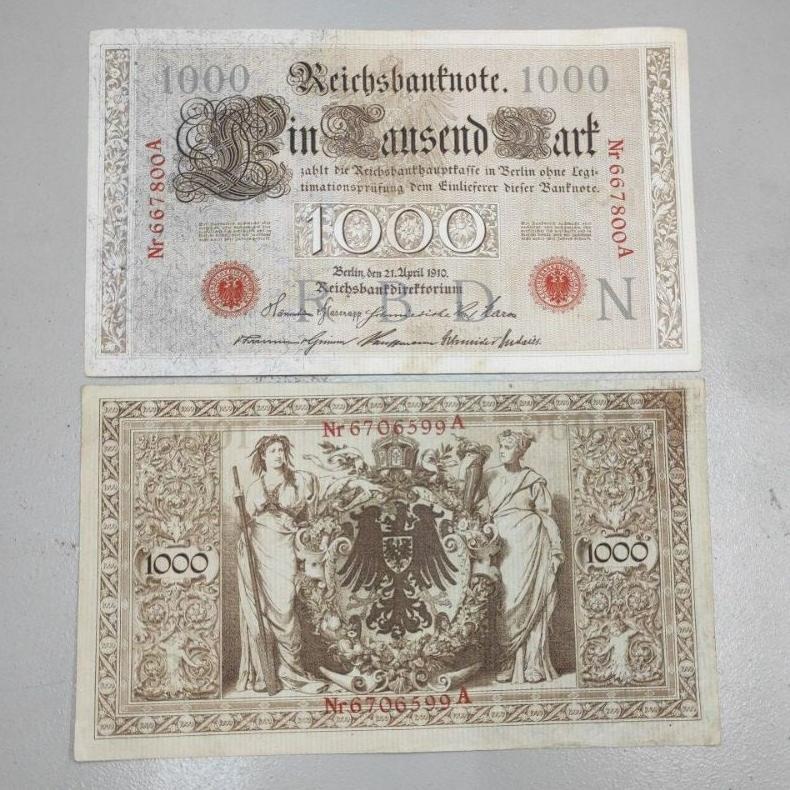 1000 Reichsbanknote. 1000
Ein Tausend Mark
zahlt die Reichsbankhauptkasse in Berlin ohne Legi-
timationsprüfung dem Einlieferer dieser Banknote.
Nr 667800A
Nr 667800A
1000
Berlin, den 21. April 1910.
Reichsbankdirektorium
R B D N
Nr 6706599 A
1000
1000
Nr 6706599 A